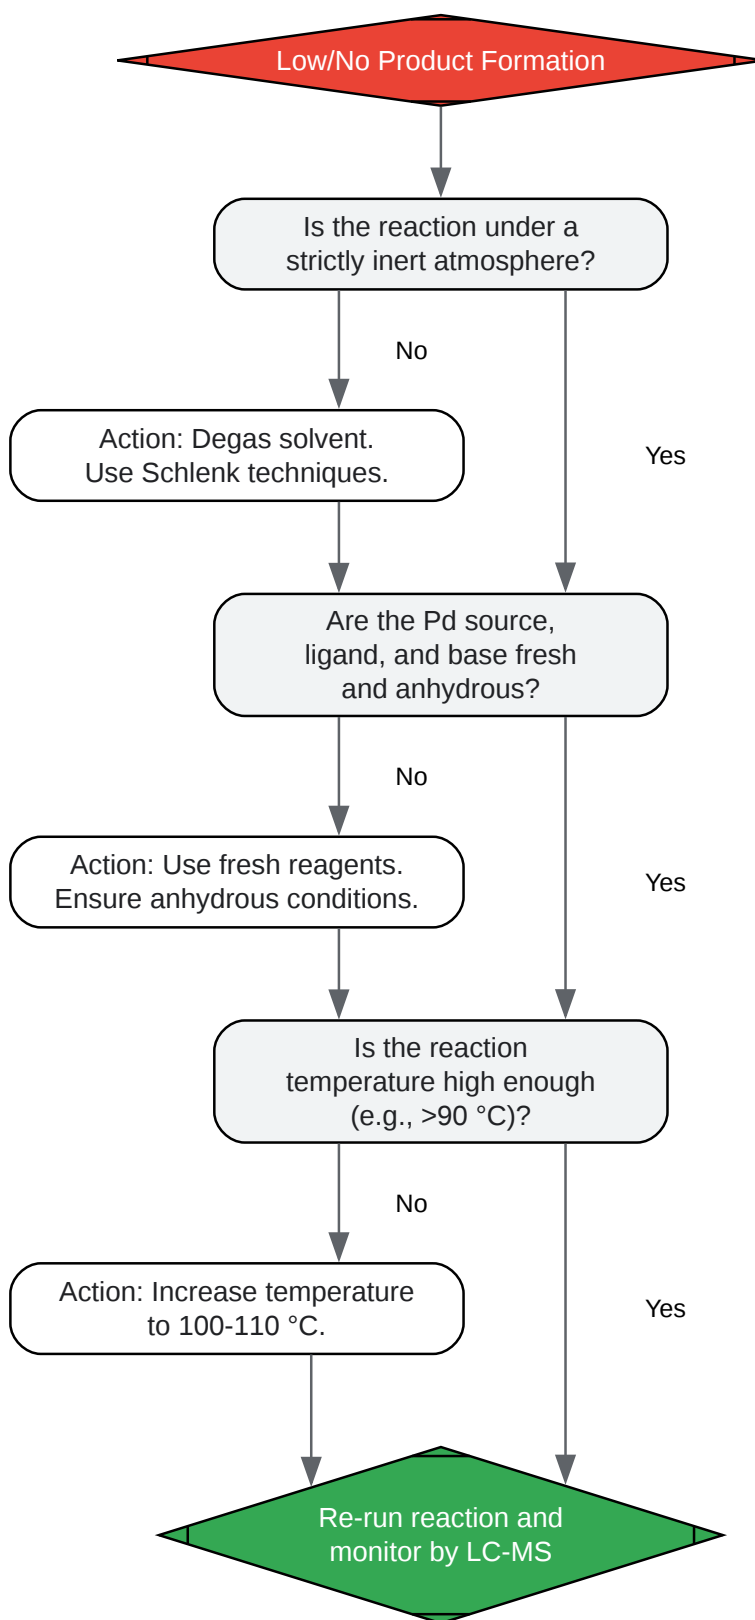 Low/No Product Formation
Is the reaction under a
strictly inert atmosphere?
No
Action: Degas solvent.
Use Schlenk techniques.
Yes
Are the Pd source,
ligand, and base fresh
and anhydrous?
No
Action: Use fresh reagents.
Ensure anhydrous conditions.
Yes
Is the reaction
temperature high enough
(e.g., >90 °C)?
No
Action: Increase temperature
to 100-110 °C.
Yes
Re-run reaction and
monitor by LC-MS